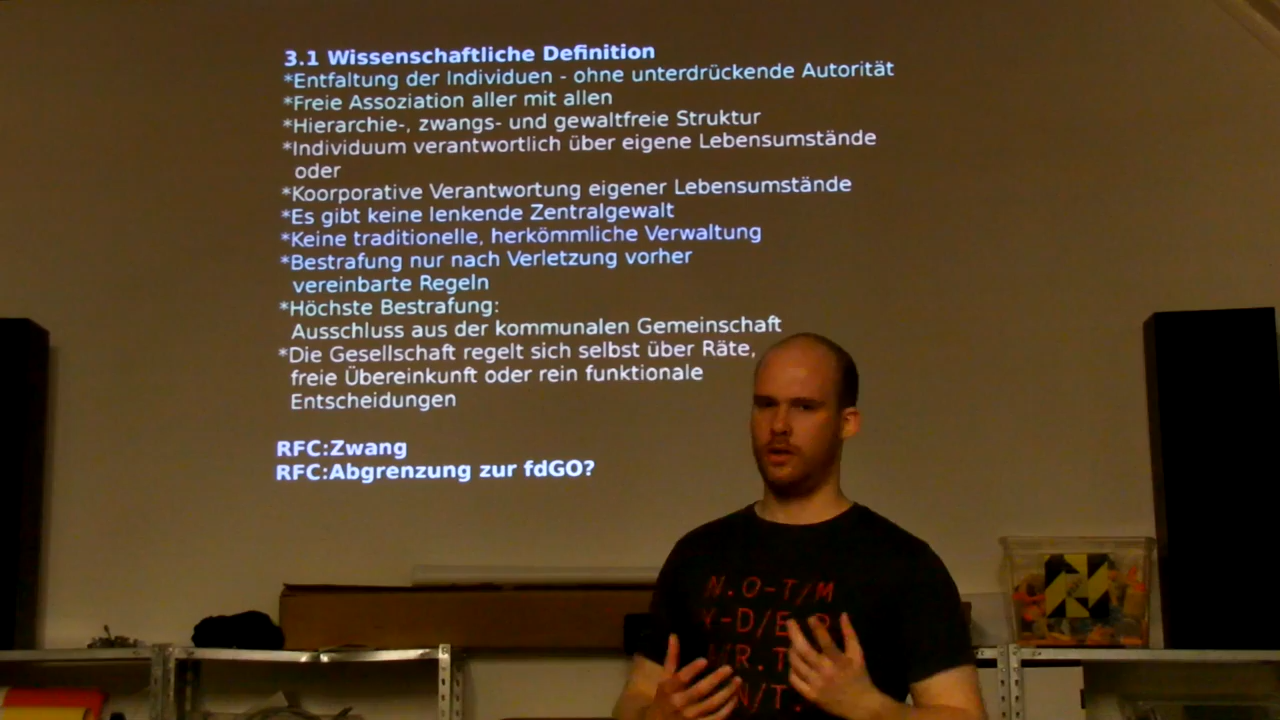 3.1 Wissenschaftliche Definition
*Entfaltung der Individuen - ohne unterdrückende Autorität
*Freie Assoziation aller mit allen
*Hierarchie-, zwangs- und gewaltfreie Struktur
*Individuum verantwortlich über eigene Lebensumstände
oder
*Koorporative Verantwortung eigener Lebensumstände
*Es gibt keine lenkende Zentralgewalt
*Keine traditionelle, herkömmliche Verwaltung
*Bestrafung nur nach Verletzung vorher
vereinbarte Regeln
*Höchste Bestrafung:
Ausschluss aus der kommunalen Gemeinschaft
*Die Gesellschaft regelt sich selbst über Räte,
freie Übereinkunft oder rein funktionale
Entscheidungen
RFC:Zwang
RFC:Abgrenzung zur fdGO?
N.O-T/M